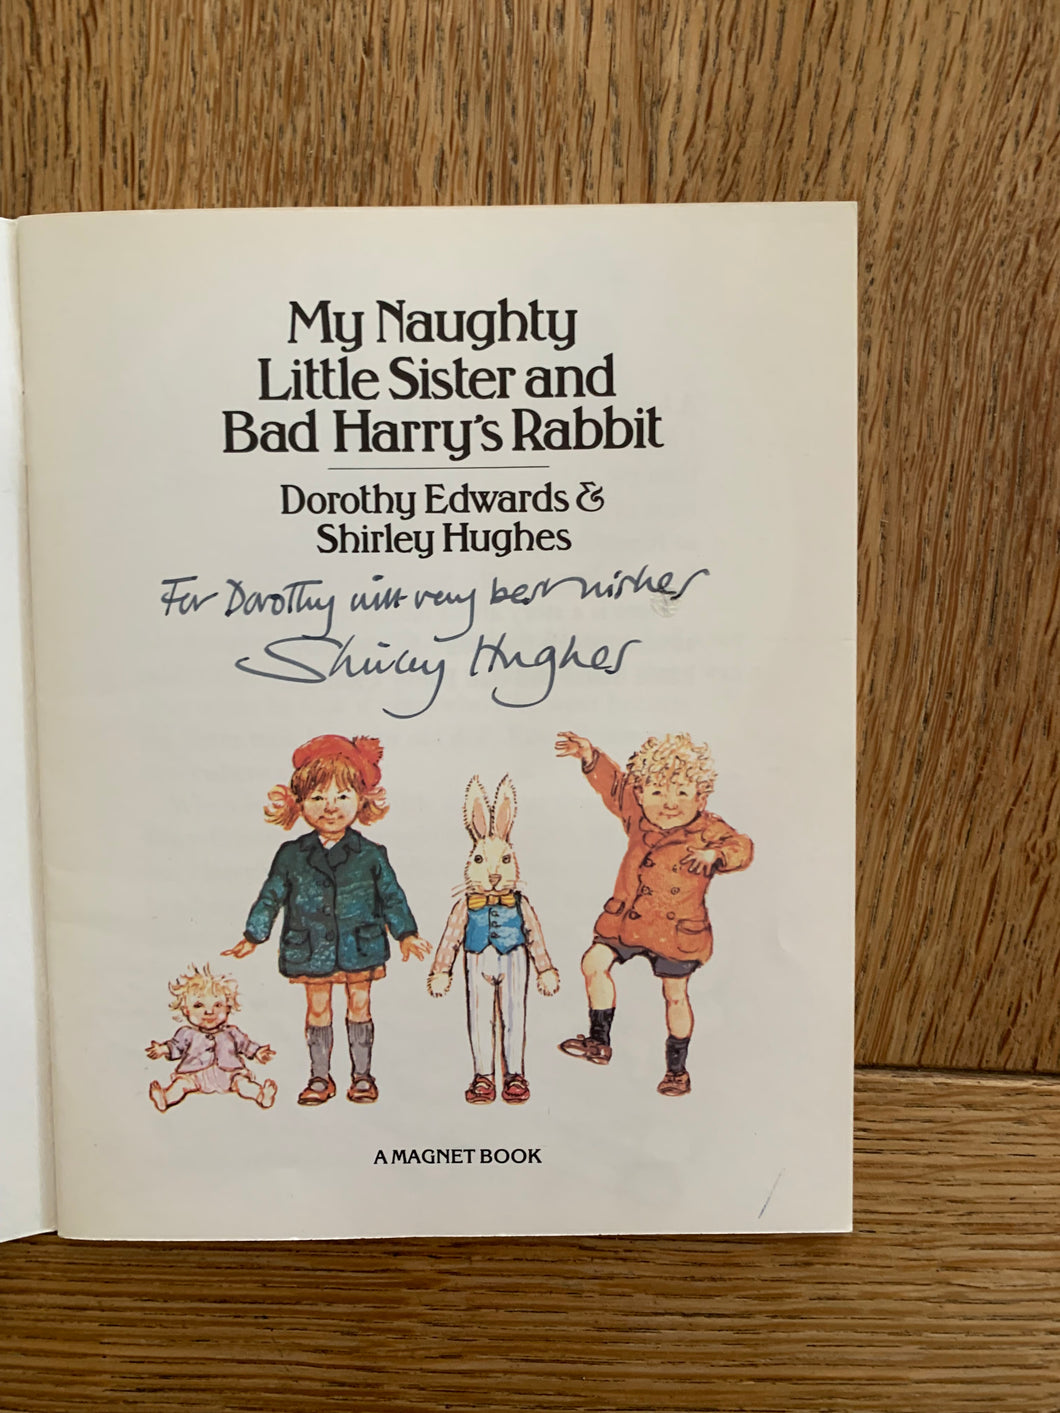 My Naughty
Little Sister and
Bad Harry's Rabbit
Dorothy Edwards &
Shirley Hughes
For Dorothy with very best wishes
Shirley Hughes
A MAGNET BOOK